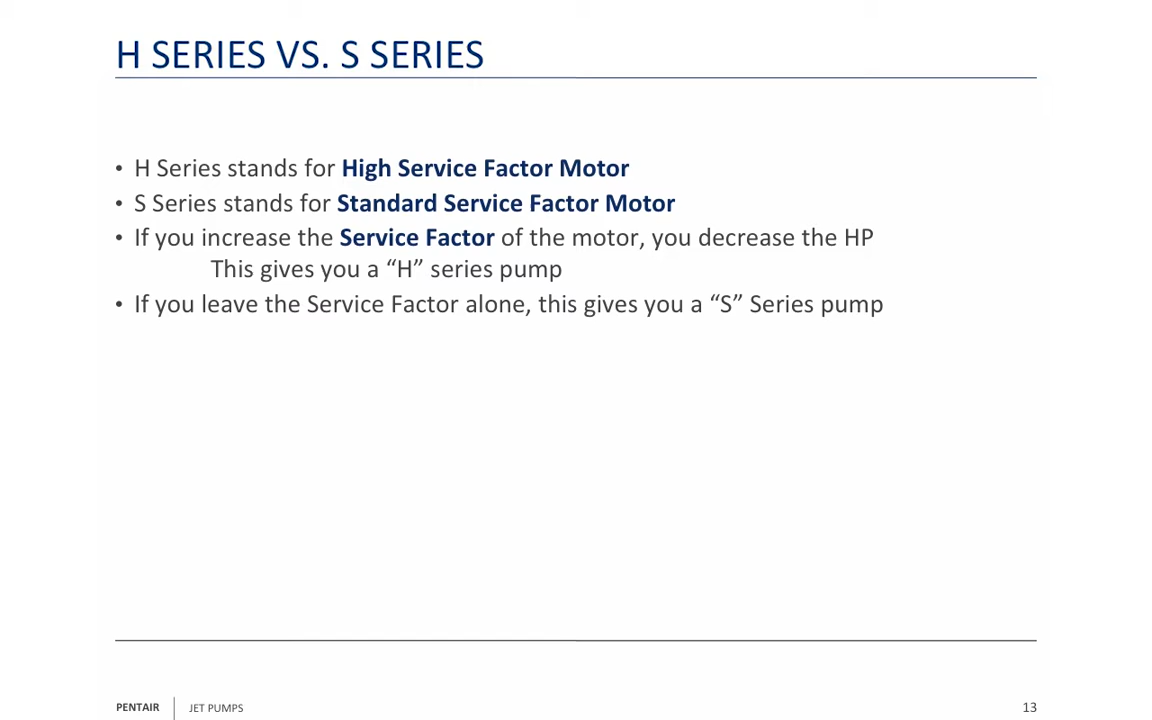 H SERIES VS. S SERIES
• H Series stands for High Service Factor Motor
• S Series stands for Standard Service Factor Motor
• If you increase the Service Factor of the motor, you decrease the HP
This gives you a “H” series pump
• If you leave the Service Factor alone, this gives you a “S” Series pump
PENTAIR | JET PUMPS 13